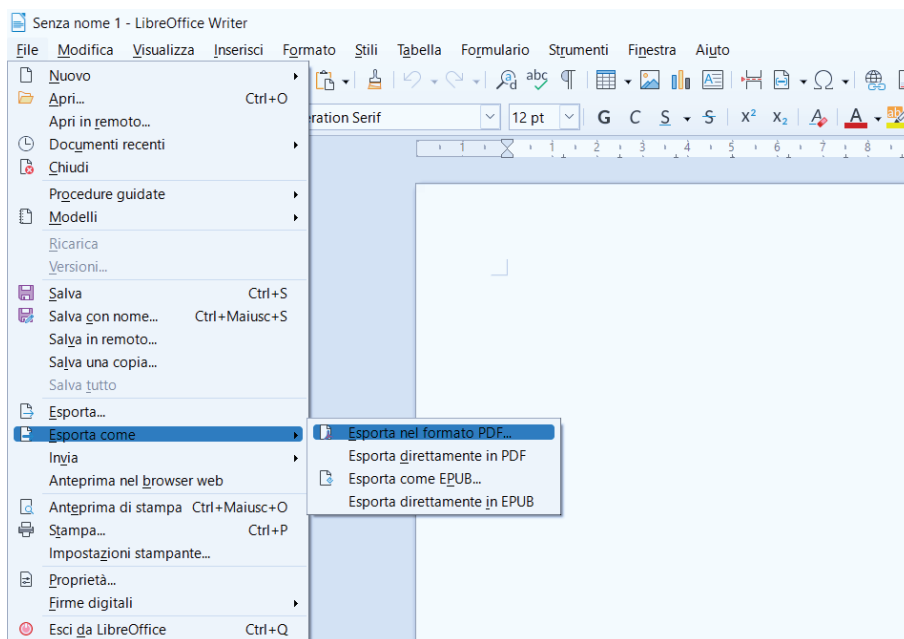 Senza nome 1 - LibreOffice Writer
File Modifica Visualizza Inserisci Formato Stili Tabella Formulario Strumenti Finestra Aiuto
Nuovo
Apri... Ctrl+O
Apri in remoto...
Documenti recenti
Chiudi
Procedure guidate
Modelli
Ricarica
Versioni...
Salva Ctrl+S
Salva con nome... Ctrl+Maiusc+S
Salva in remoto...
Salva una copia...
Salva tutto
Esporta...
Esporta come
Invia
Anteprima nel browser web
Anteprima di stampa Ctrl+Maiusc+O
Stampa... Ctrl+P
Impostazioni stampante...
Proprietà...
Firme digitali
Esci da LibreOffice Ctrl+Q
Esporta nel formato PDF...
Esporta direttamente in PDF
Esporta come EPUB...
Esporta direttamente in EPUB
abc
eration Serif 12 pt G C S S x² x₂ A A ab
1 1 2 3 4 5 6 7 8